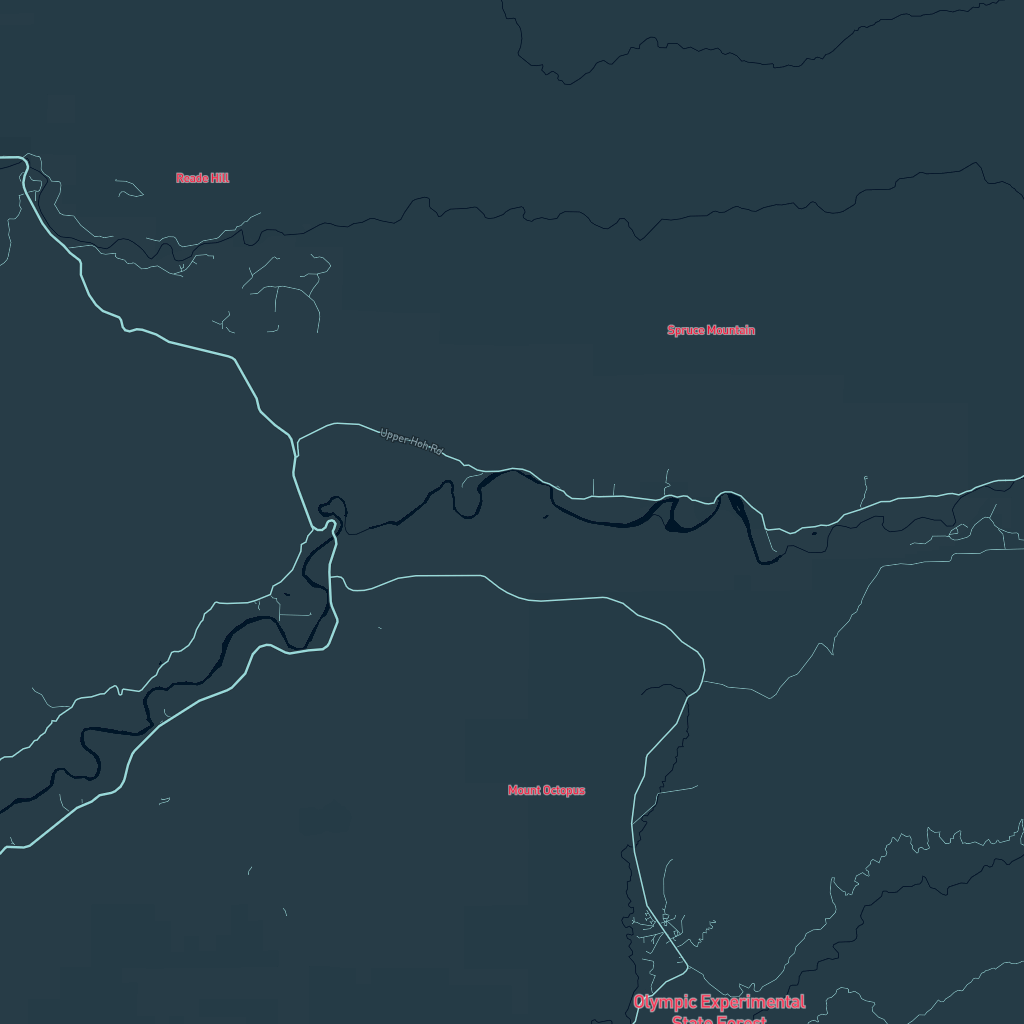 Reade Hill
Spruce Mountain
Upper Hoh Rd
Mount Octopus
Olympic Experimental
State Forest